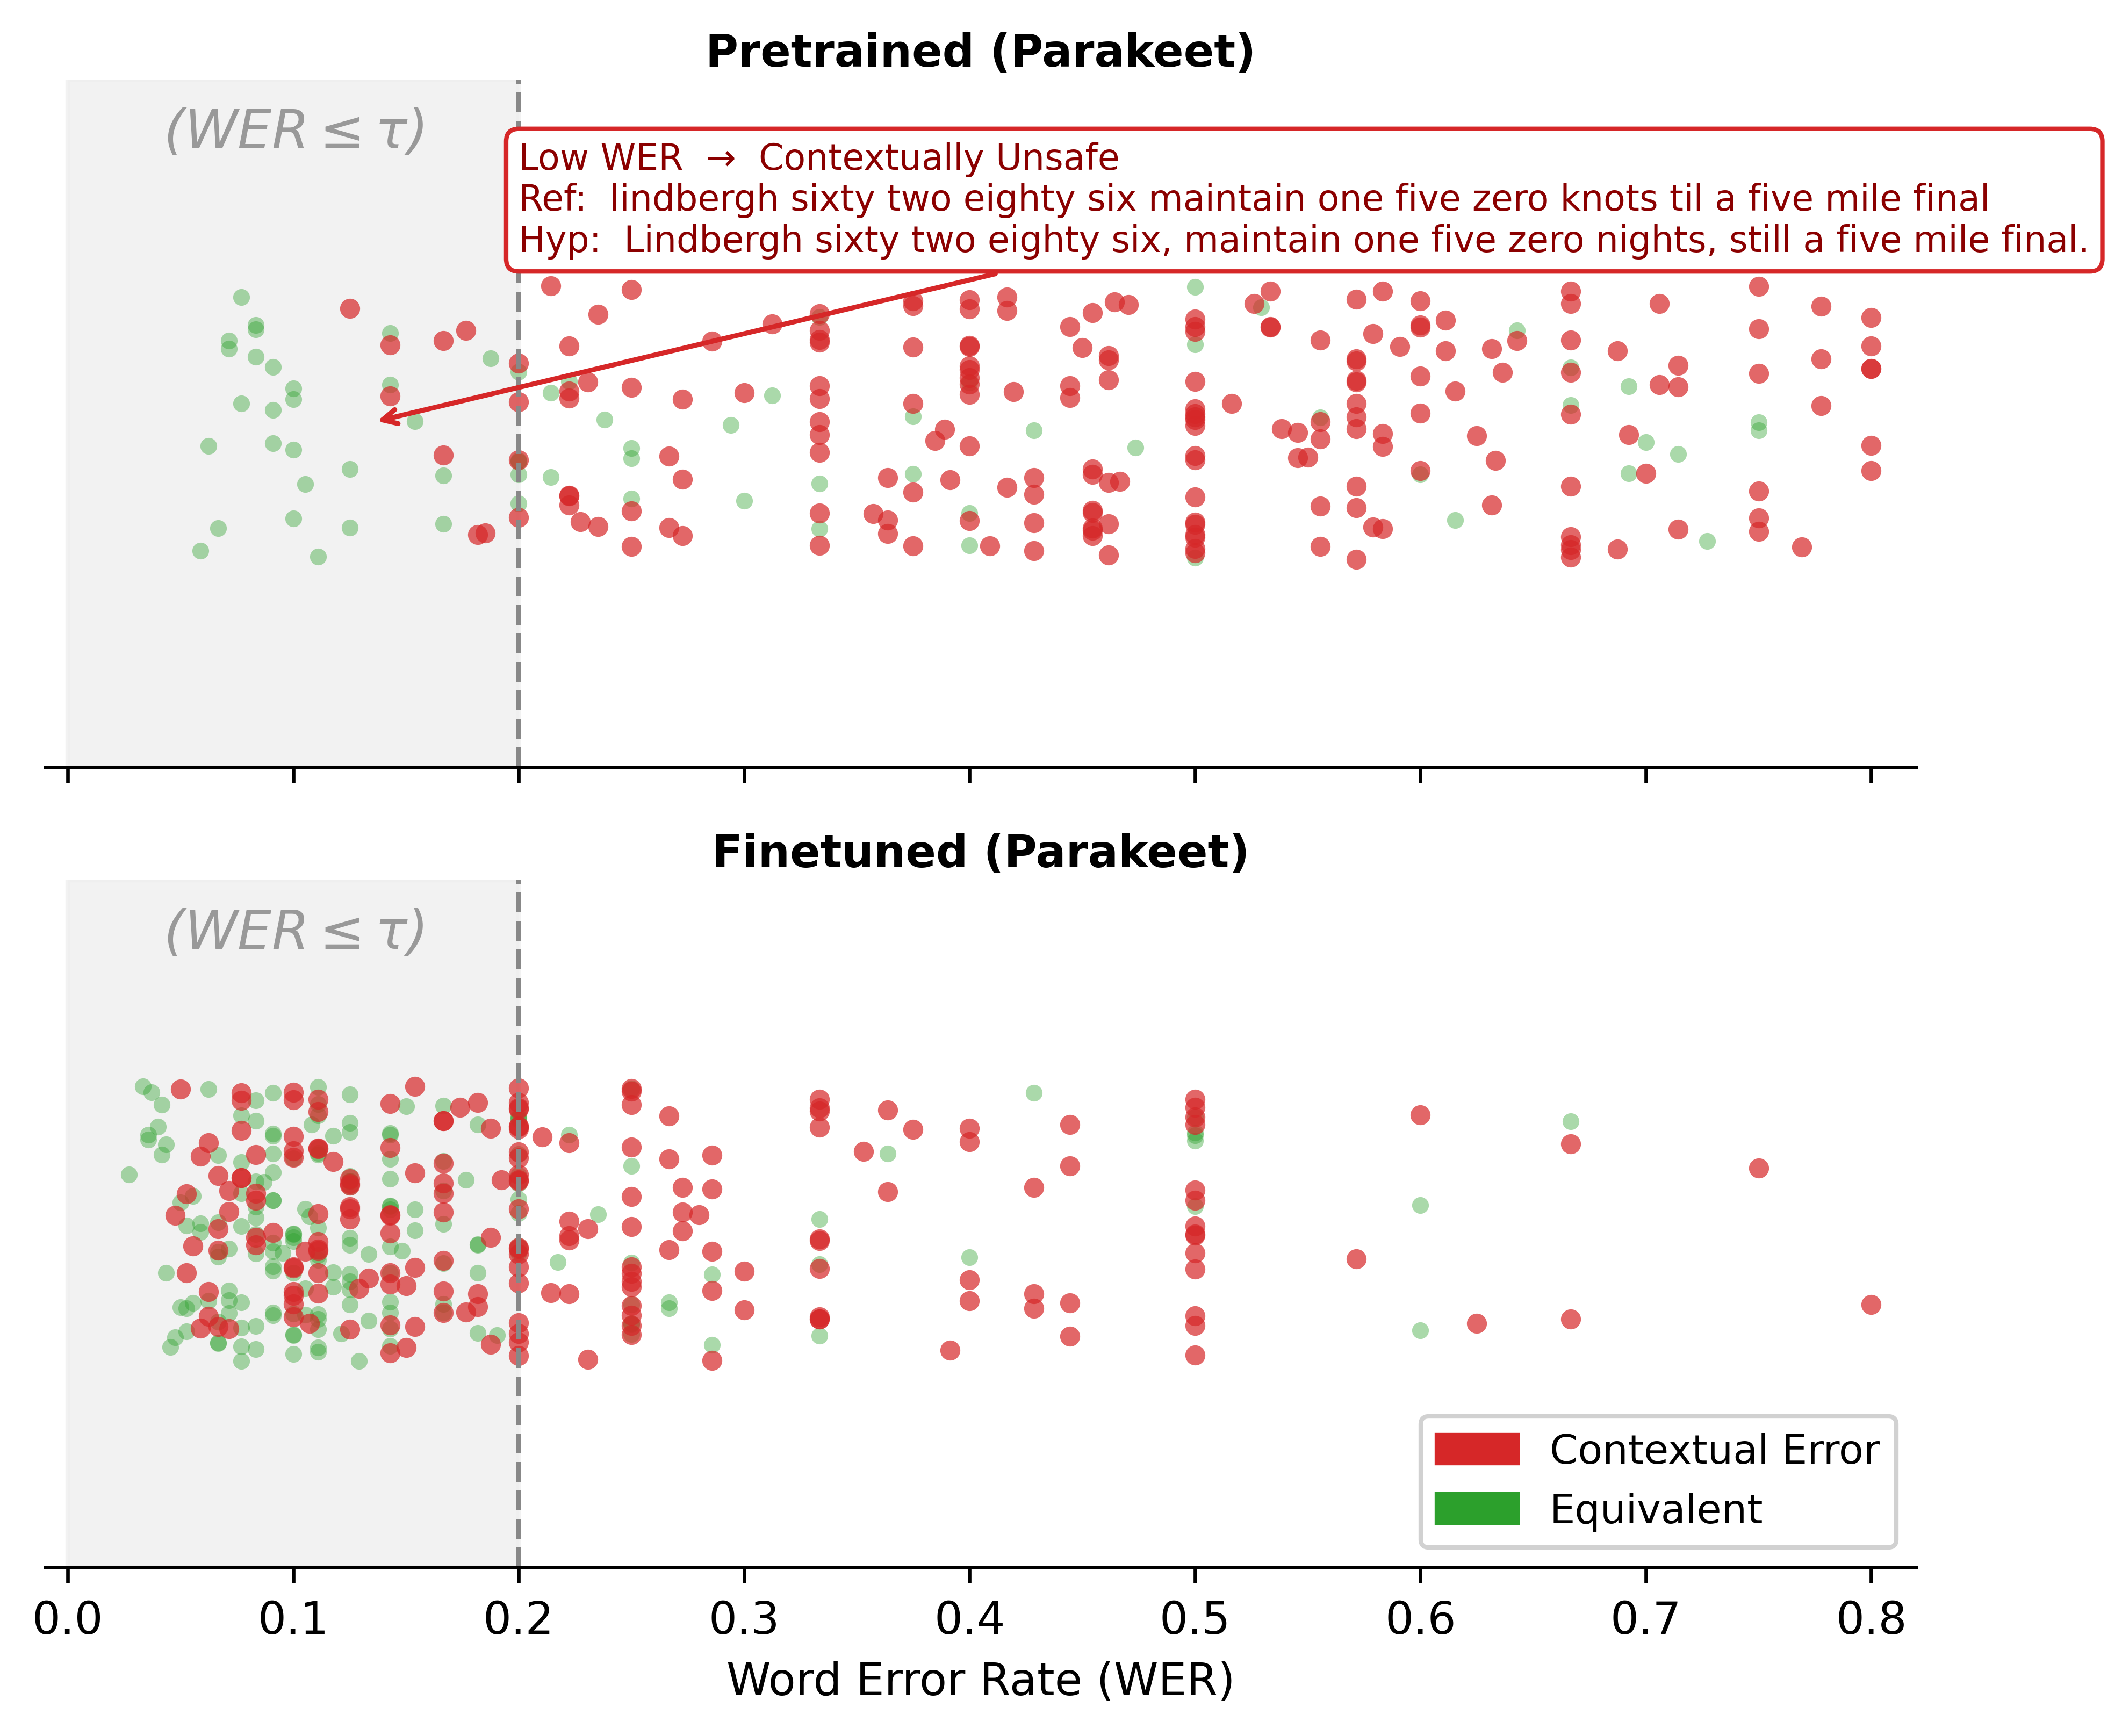 Pretrained (Parakeet)
(WER ≤ τ)
Low WER → Contextually Unsafe
Ref: lindbergh sixty two eighty six maintain one five zero knots til a five mile final
Hyp: Lindbergh sixty two eighty six, maintain one five zero nights, still a five mile final.
Finetuned (Parakeet)
(WER ≤ τ)
Contextual Error
Equivalent
0.0 0.1 0.2 0.3 0.4 0.5 0.6 0.7 0.8
Word Error Rate (WER)